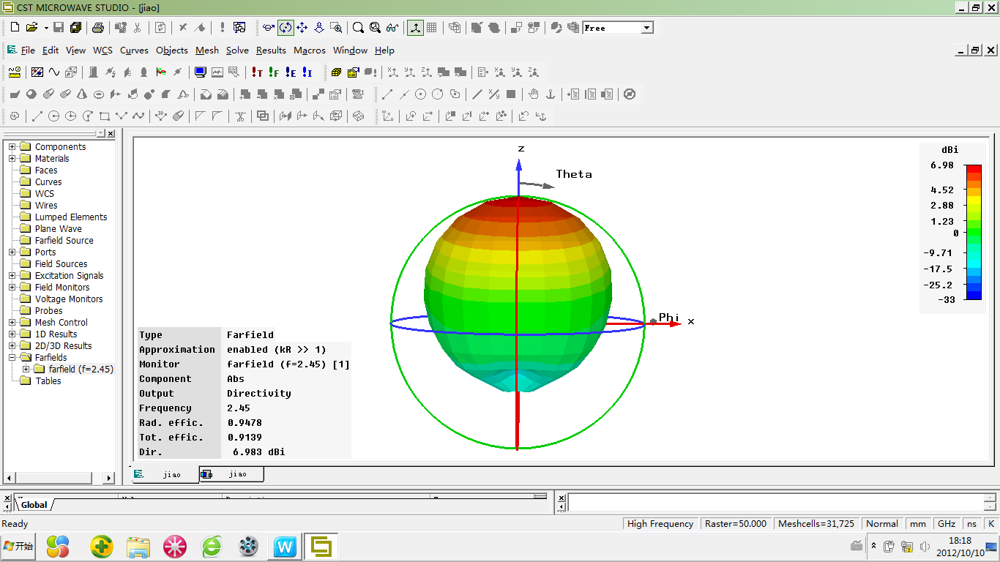 CST MICROWAVE STUDIO - [jiao]
Free
File Edit View WCS Curves Objects Mesh Solve Results Macros Window Help
Components
Materials
Faces
Curves
WCS
Wires
Lumped Elements
Plane Wave
Farfield Source
Ports
Field Sources
Excitation Signals
Field Monitors
Voltage Monitors
Probes
Mesh Control
1D Results
2D/3D Results
Farfields
farfield (f=2.45)
Tables
z
Theta
Phi
x
dBi
6.98
4.52
2.88
1.23
0
-9.71
-17.5
-25.2
-33
Type Farfield
Approximation enabled (kR >> 1)
Monitor farfield (f=2.45) [1]
Component Abs
Output Directivity
Frequency 2.45
Rad. effic. 0.9478
Tot. effic. 0.9139
Dir. 6.983 dBi
jiao jiao
Global
Ready High Frequency Raster=50.000 Meshcells=31,725 Normal mm GHz ns K
开始
18:18
2012/10/10